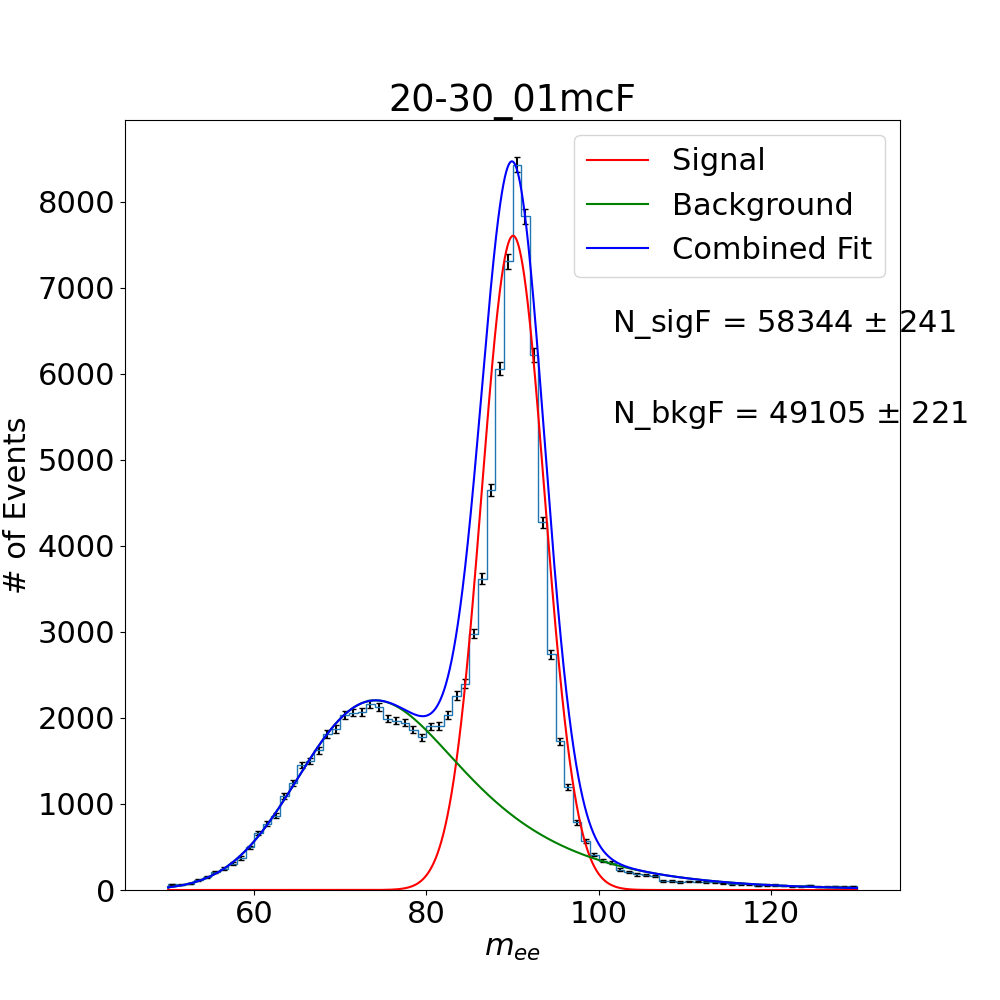 20-30_01mcF
Signal
Background
Combined Fit
N_sigF = 58344 ± 241
N_bkgF = 49105 ± 221
# of Events
8000
7000
6000
5000
4000
3000
2000
1000
0
60 80 100 120
m_ee